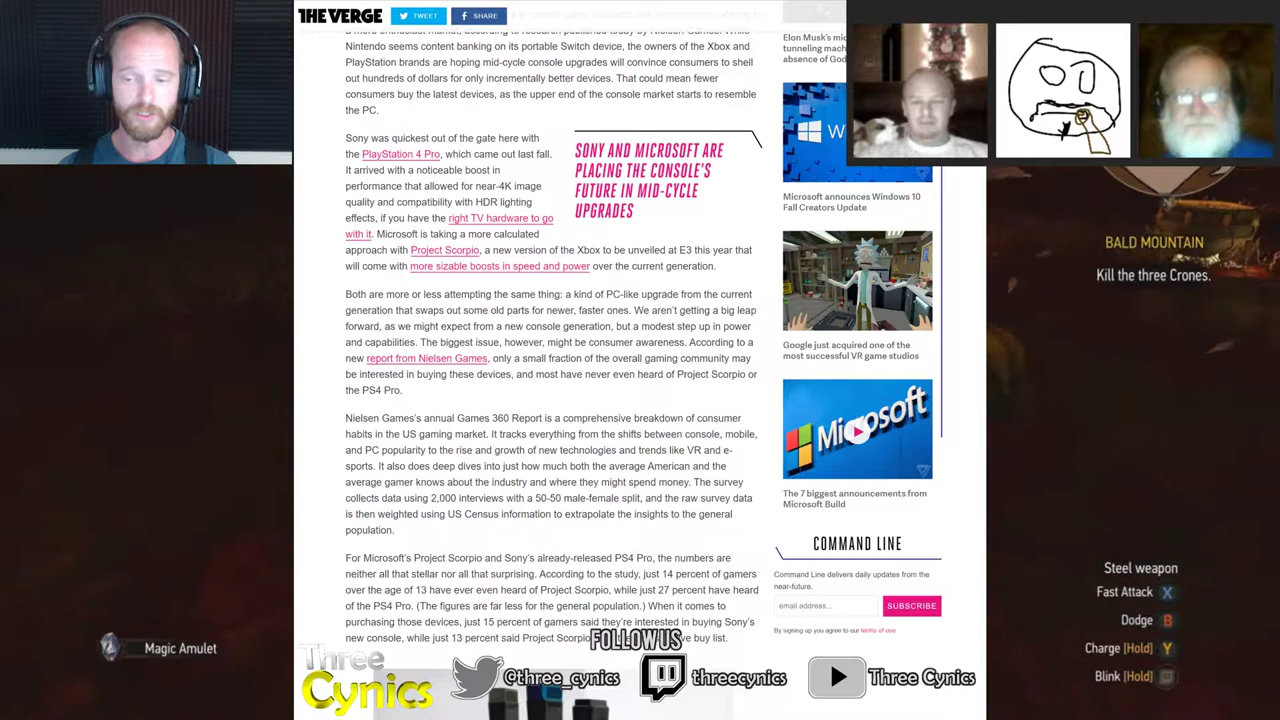 THE VERGE
TWEET
SHARE
Nintendo seems content banking on its portable Switch device, the owners of the Xbox and
PlayStation brands are hoping mid-cycle console upgrades will convince consumers to shell
out hundreds of dollars for only incrementally better devices. That could mean fewer
consumers buy the latest devices, as the upper end of the console market starts to resemble
the PC.
Sony was quickest out of the gate here with
the PlayStation 4 Pro, which came out last fall.
It arrived with a noticeable boost in
performance that allowed for near-4K image
quality and compatibility with HDR lighting
effects, if you have the right TV hardware to go
with it. Microsoft is taking a more calculated
approach with Project Scorpio, a new version of the Xbox to be unveiled at E3 this year that
will come with more sizable boosts in speed and power over the current generation.
SONY AND MICROSOFT ARE
PLACING THE CONSOLE'S
FUTURE IN MID-CYCLE
UPGRADES
Both are more or less attempting the same thing: a kind of PC-like upgrade from the current
generation that swaps out some old parts for newer, faster ones. We aren't getting a big leap
forward, as we might expect from a new console generation, but a modest step up in power
and capabilities. The biggest issue, however, might be consumer awareness. According to a
new report from Nielsen Games, only a small fraction of the overall gaming community may
be interested in buying these devices, and most have never even heard of Project Scorpio or
the PS4 Pro.
Nielsen Games's annual Games 360 Report is a comprehensive breakdown of consumer
habits in the US gaming market. It tracks everything from the shifts between console, mobile,
and PC popularity to the rise and growth of new technologies and trends like VR and e-
sports. It also does deep dives into just how much both the average American and the
average gamer knows about the industry and where they might spend money. The survey
collects data using 2,000 interviews with a 50-50 male-female split, and the raw survey data
is then weighted using US Census information to extrapolate the insights to the general
population.
For Microsoft's Project Scorpio and Sony's already-released PS4 Pro, the numbers are
neither all that stellar nor all that surprising. According to the study, just 14 percent of gamers
over the age of 13 have ever even heard of Project Scorpio, while just 27 percent have heard
of the PS4 Pro. (The figures are far less for the general population.) When it comes to
purchasing those devices, just 15 percent of gamers said they're interested in buying Sony's
new console, while just 13 percent said Project Scorpio buy list.
Elon Musk's
tunneling
absence of
Microsoft announces Windows 10
Fall Creators Update
Google just acquired one of the
most successful VR game studios
Microsoft
The 7 biggest announcements from
Microsoft Build
COMMAND LINE
Command Line delivers daily updates from the
near-future.
email address...
SUBSCRIBE
By signing up you agree to our terms of use
BALD MOUNTAIN
Kill the three Crones.
Steel weapon
Fast Attack X
Dodge B
Charge [Hold] Y
Blink [Hold]
Magic Amulet
FOLLOW US
Three
Cynics
@three_cynics
threecynics
Three Cynics